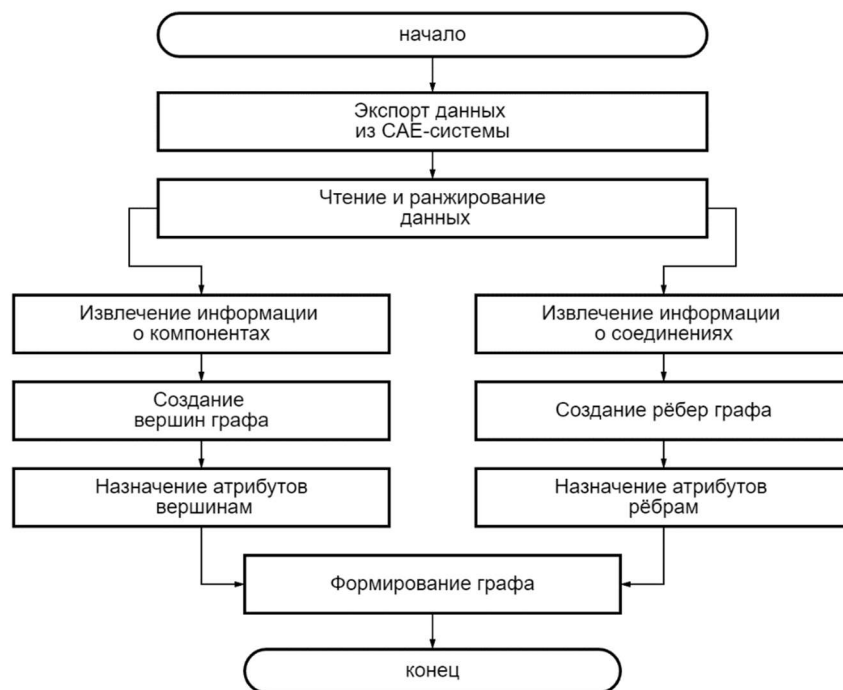 начало
Экспорт данных
из CAE-системы
Чтение и ранжирование
данных
Извлечение информации
о компонентах
Извлечение информации
о соединениях
Создание
вершин графа
Создание рёбер графа
Назначение атрибутов
вершинам
Назначение атрибутов
рёбрам
Формирование графа
конец